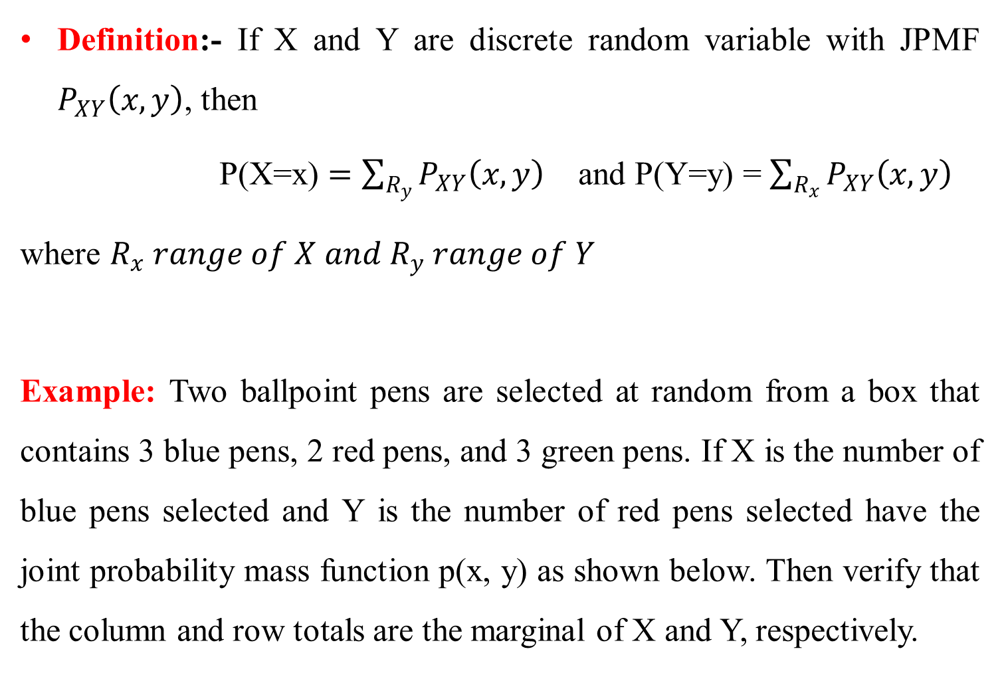 • Definition:- If X and Y are discrete random variable with JPMF
P_{XY}(x, y), then
P(X=x) = ∑_{R_y} P_{XY}(x, y) and P(Y=y) = ∑_{R_x} P_{XY}(x, y)
where R_x range of X and R_y range of Y
Example: Two ballpoint pens are selected at random from a box that
contains 3 blue pens, 2 red pens, and 3 green pens. If X is the number of
blue pens selected and Y is the number of red pens selected have the
joint probability mass function p(x, y) as shown below. Then verify that
the column and row totals are the marginal of X and Y, respectively.